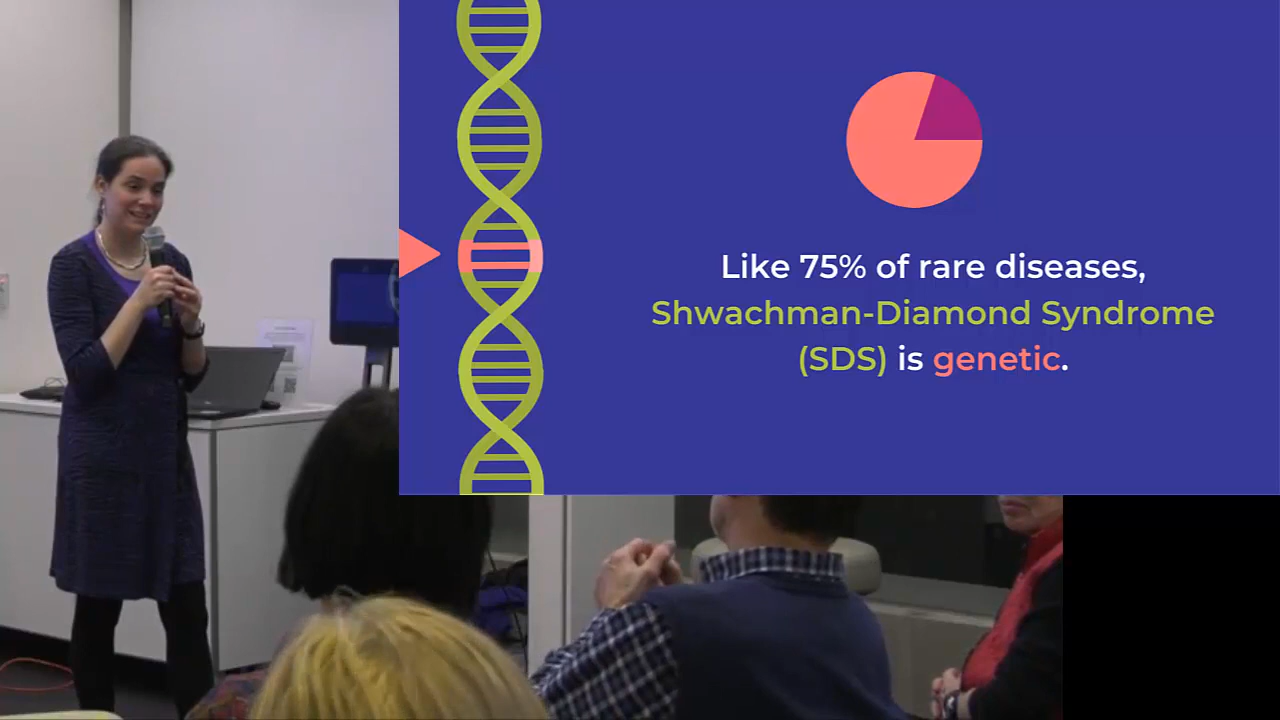 Like 75% of rare diseases,
Shwachman-Diamond Syndrome
(SDS) is genetic.